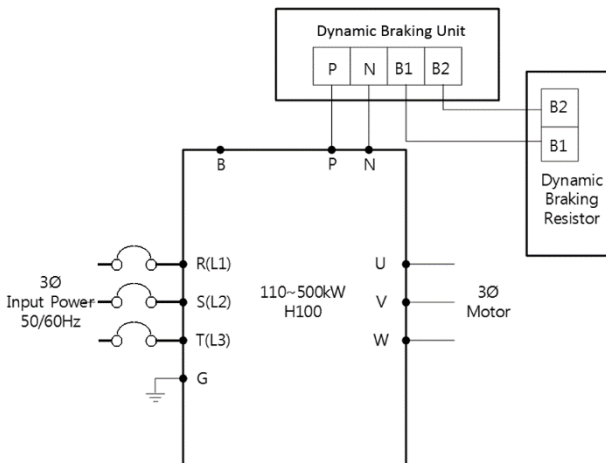 Dynamic Braking Unit
P N B1 B2
B2
B1
Dynamic
Braking
Resistor
B P N
R(L1)
S(L2)
T(L3)
G
3Ø
Input Power
50/60Hz
110~500kW
H100
U
V
W
3Ø
Motor